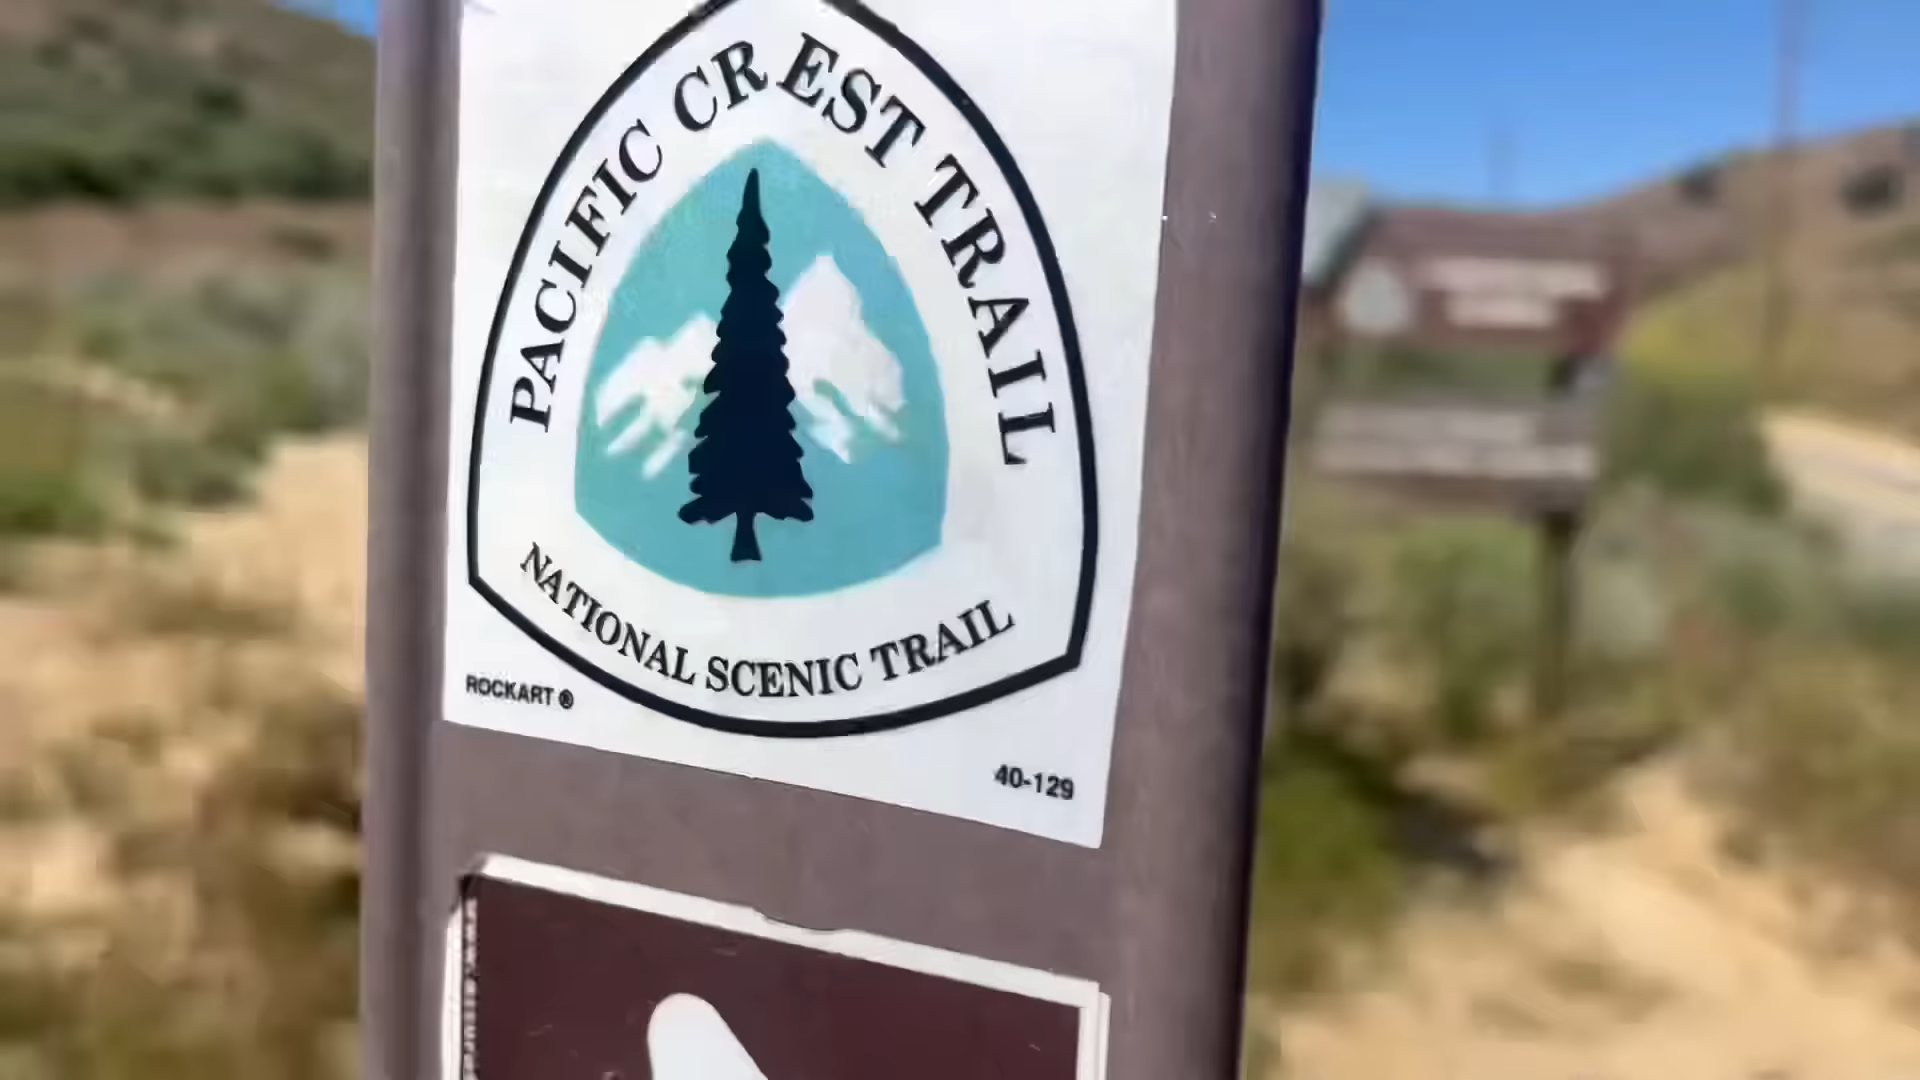 PACIFIC CREST TRAIL
NATIONAL SCENIC TRAIL
ROCKART ®
40-129